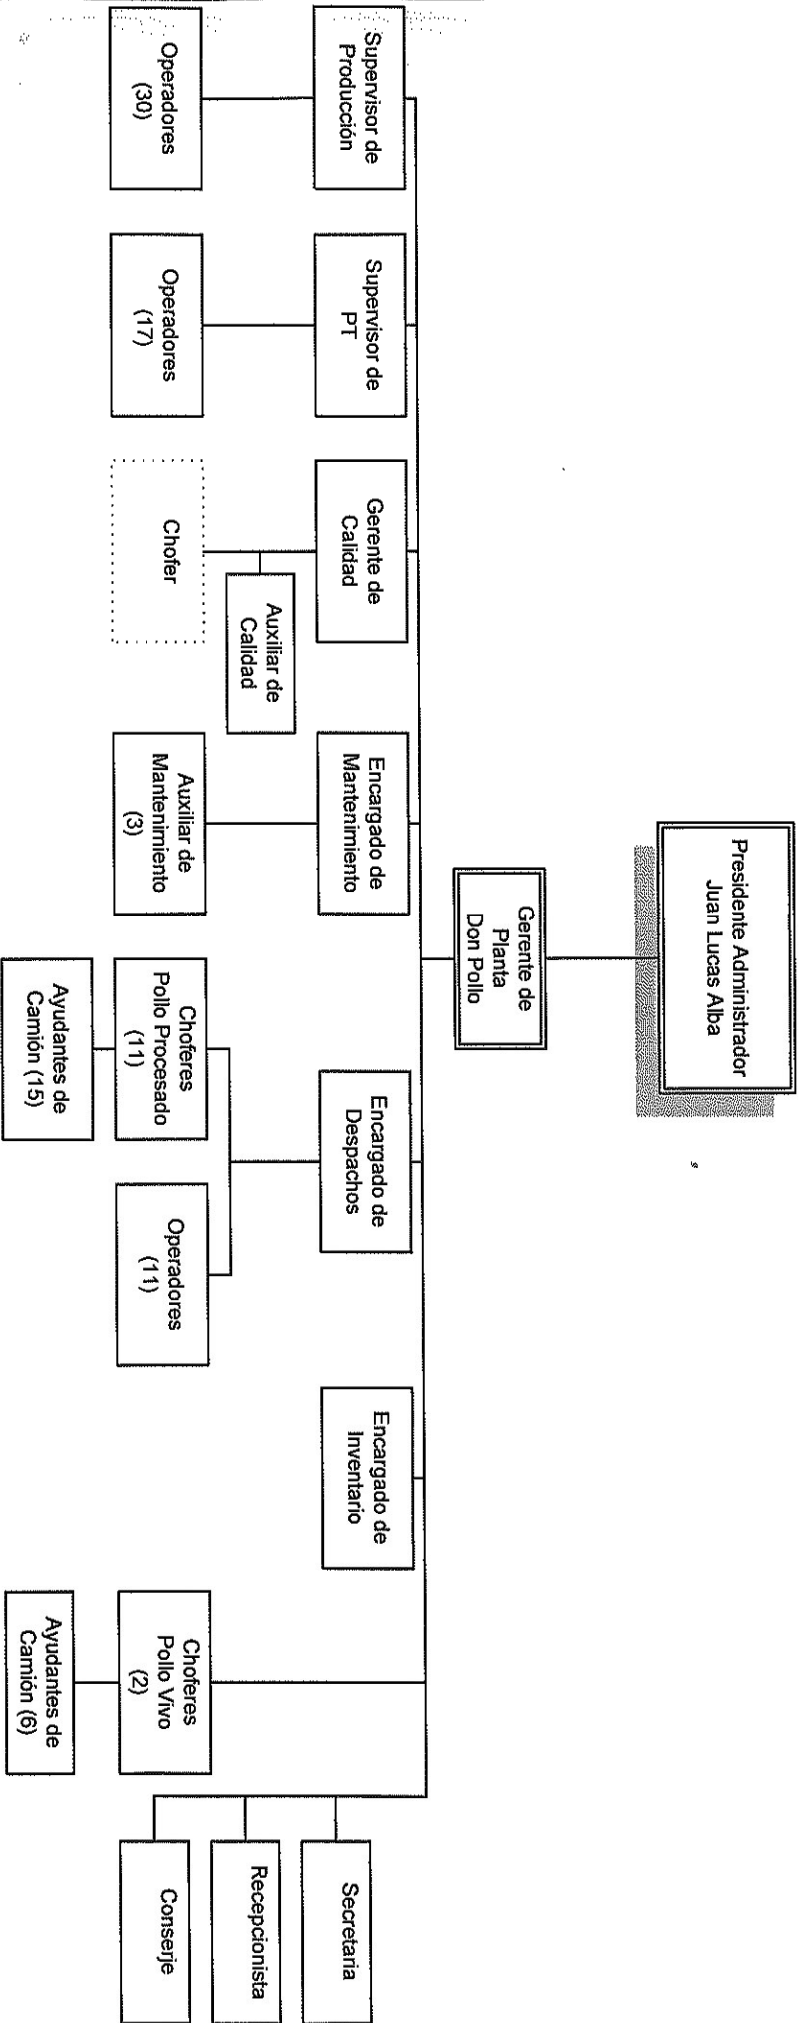 Presidente Administrador
Juan Lucas Alba
Gerente de
Planta
Don Pollo
Supervisor de
Producción
Supervisor de
PT
Gerente de
Calidad
Encargado de
Mantenimiento
Encargado de
Despachos
Encargado de
Inventario
Secretaria
Recepcionista
Conserje
Auxiliar de
Calidad
Operadores
(30)
Operadores
(17)
Chofer
Auxiliar de
Mantenimiento
(3)
Choferes
Pollo Procesado
(11)
Operadores
(11)
Choferes
Pollo Vivo
(2)
Ayudantes de
Camión (15)
Ayudantes de
Camión (6)